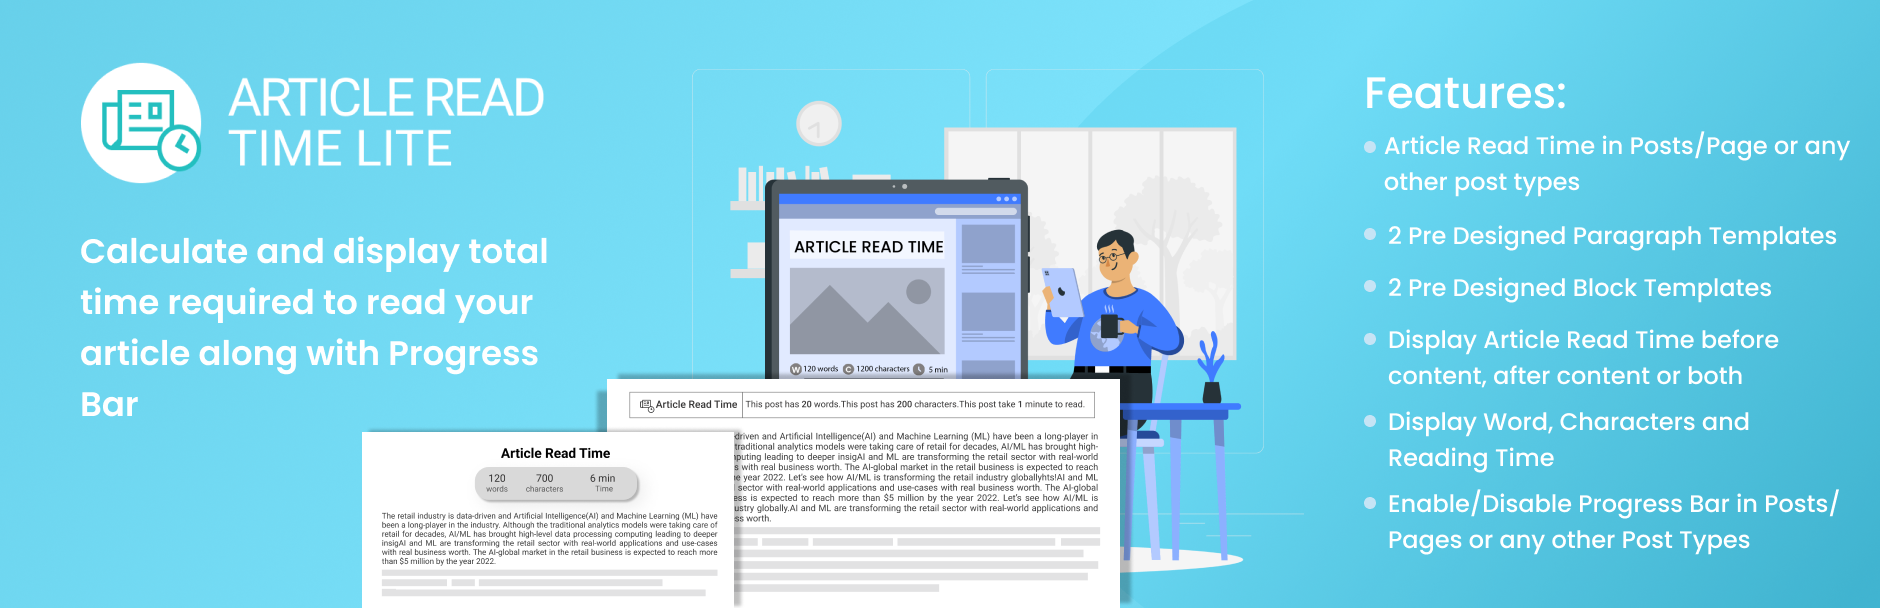 ARTICLE READ
TIME LITE
Calculate and display total
time required to read your
article along with Progress
Bar
ARTICLE READ TIME
W 120 words C 1200 characters 5 min
Article Read Time This post has 20 words.This post has 200 characters.This post take 1 minute to read.
driven and Artificial Intelligence(AI) and Machine Learning (ML) have been a long-player in
traditional analytics models were taking care of retail for decades, AI/ML has brought high-
puting leading to deeper insigAI and ML are transforming the retail sector with real-world
s with real business worth. The AI-global market in the retail business is expected to reach
e year 2022. Let's see how AI/ML is transforming the retail industry globallyhts!AI and ML
sector with real-world applications and use-cases with real business worth. The AI-global
ess is expected to reach more than $5 million by the year 2022. Let's see how AI/ML is
ustry globally.AI and ML are transforming the retail sector with real-world applications and
ss worth.
Article Read Time
120 700 6 min
words characters Time
The retail industry is data-driven and Artificial Intelligence(AI) and Machine Learning (ML) have
been a long-player in the industry. Although the traditional analytics models were taking care of
retail for decades, AI/ML has brought high-level data processing computing leading to deeper
insigAI and ML are transforming the retail sector with real-world applications and use-cases
with real business worth. The AI-global market in the retail business is expected to reach more
than $5 million by the year 2022.
Features:
Article Read Time in Posts/Page or any
other post types
2 Pre Designed Paragraph Templates
2 Pre Designed Block Templates
Display Article Read Time before
content, after content or both
Display Word, Characters and
Reading Time
Enable/Disable Progress Bar in Posts/
Pages or any other Post Types